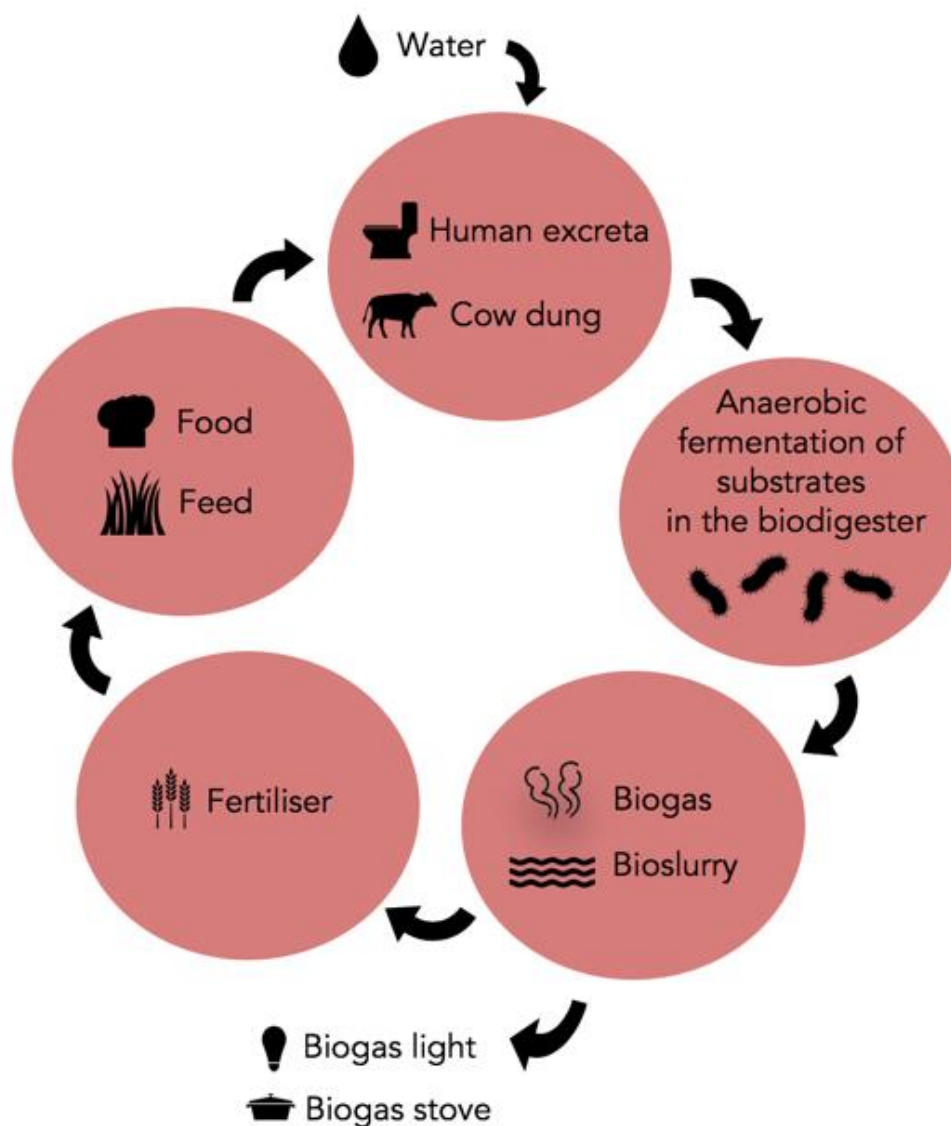 Water
Human excreta
Cow dung
Anaerobic
fermentation of
substrates
in the biodigester
Biogas
Bioslurry
Fertiliser
Food
Feed
Biogas light
Biogas stove